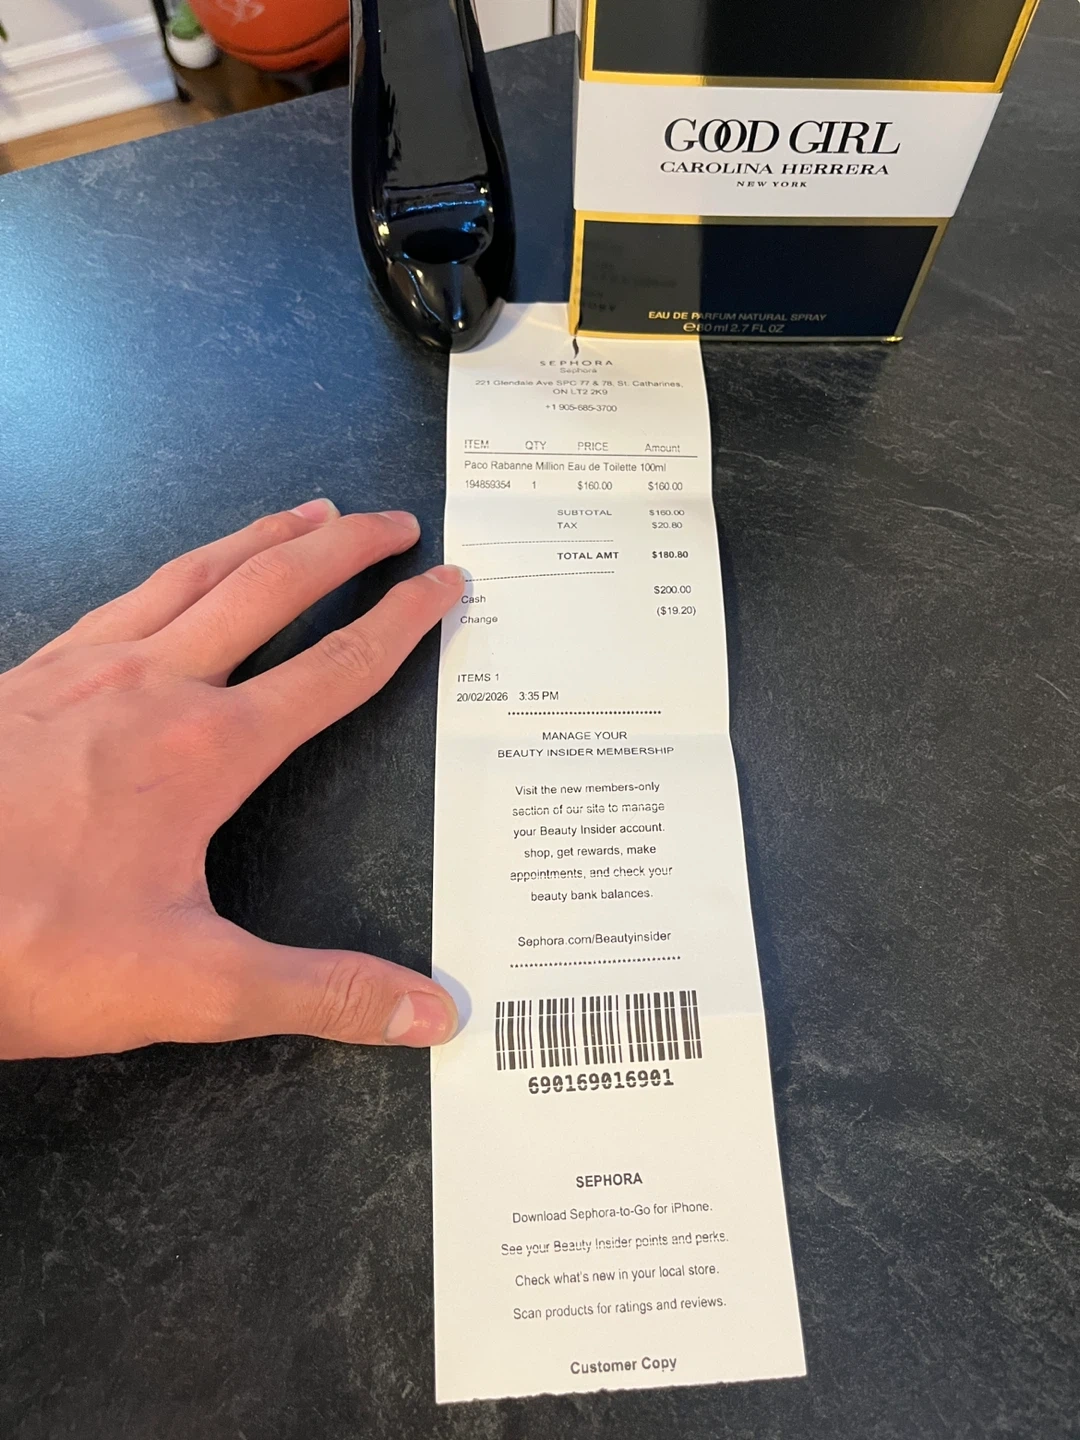 GOOD GIRL
CAROLINA HERRERA
NEW YORK
EAU DE PARFUM NATURAL SPRAY
e80 ml 2.7 FL OZ
SEPHORA
Sephora
221 Glendale Ave SPC 77 & 78, St. Catharines,
ON LT2 2K9
+1 905-685-3700
ITEM QTY PRICE Amount
Paco Rabanne Million Eau de Toilette 100ml
194859354 1 $160.00 $160.00
SUBTOTAL $160.00
TAX $20.80
TOTAL AMT $180.80
Cash $200.00
Change ($19.20)
ITEMS 1
20/02/2026 3:35 PM
MANAGE YOUR
BEAUTY INSIDER MEMBERSHIP
Visit the new members-only
section of our site to manage
your Beauty Insider account.
shop, get rewards, make
appointments, and check your
beauty bank balances.
Sephora.com/Beautyinsider
690169016901
SEPHORA
Download Sephora-to-Go for iPhone.
See your Beauty Insider points and perks.
Check what's new in your local store.
Scan products for ratings and reviews.
Customer Copy